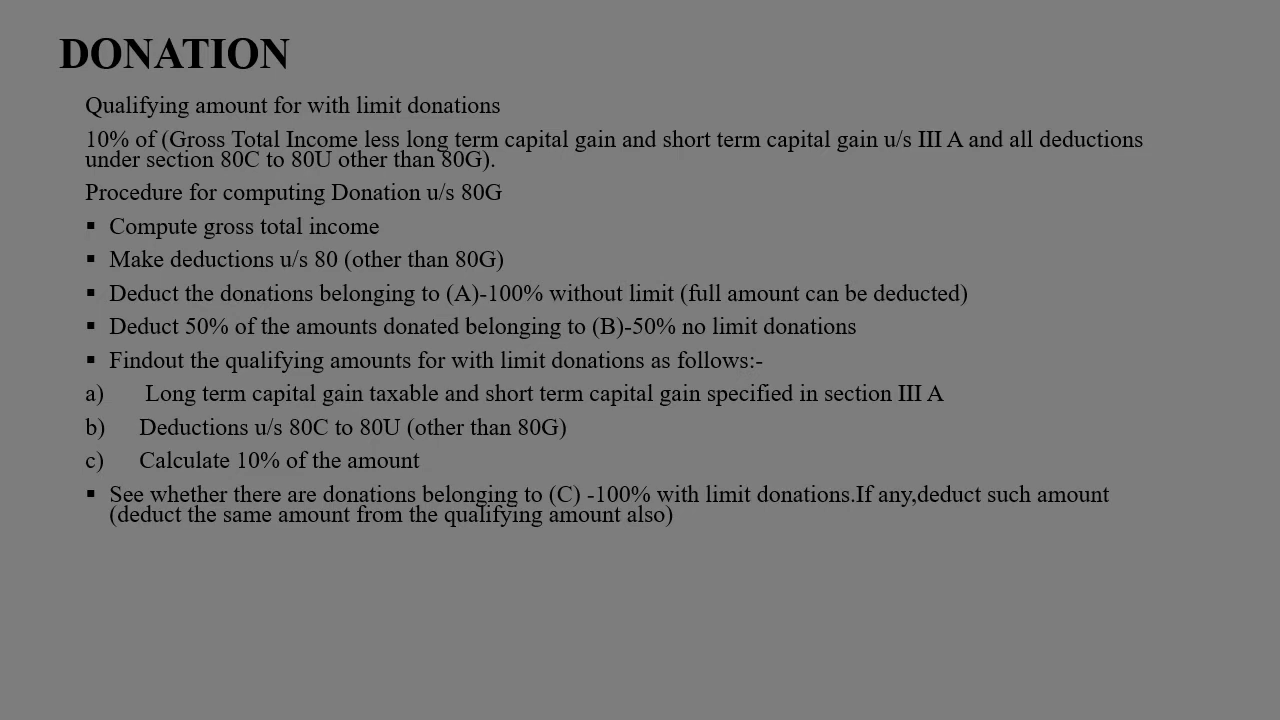 DONATION
Qualifying amount for with limit donations
10% of (Gross Total Income less long term capital gain and short term capital gain u/s III A and all deductions
under section 80C to 80U other than 80G).
Procedure for computing Donation u/s 80G
▪ Compute gross total income
▪ Make deductions u/s 80 (other than 80G)
▪ Deduct the donations belonging to (A)-100% without limit (full amount can be deducted)
▪ Deduct 50% of the amounts donated belonging to (B)-50% no limit donations
▪ Findout the qualifying amounts for with limit donations as follows:-
a) Long term capital gain taxable and short term capital gain specified in section III A
b) Deductions u/s 80C to 80U (other than 80G)
c) Calculate 10% of the amount
▪ See whether there are donations belonging to (C) -100% with limit donations.If any,deduct such amount
(deduct the same amount from the qualifying amount also)